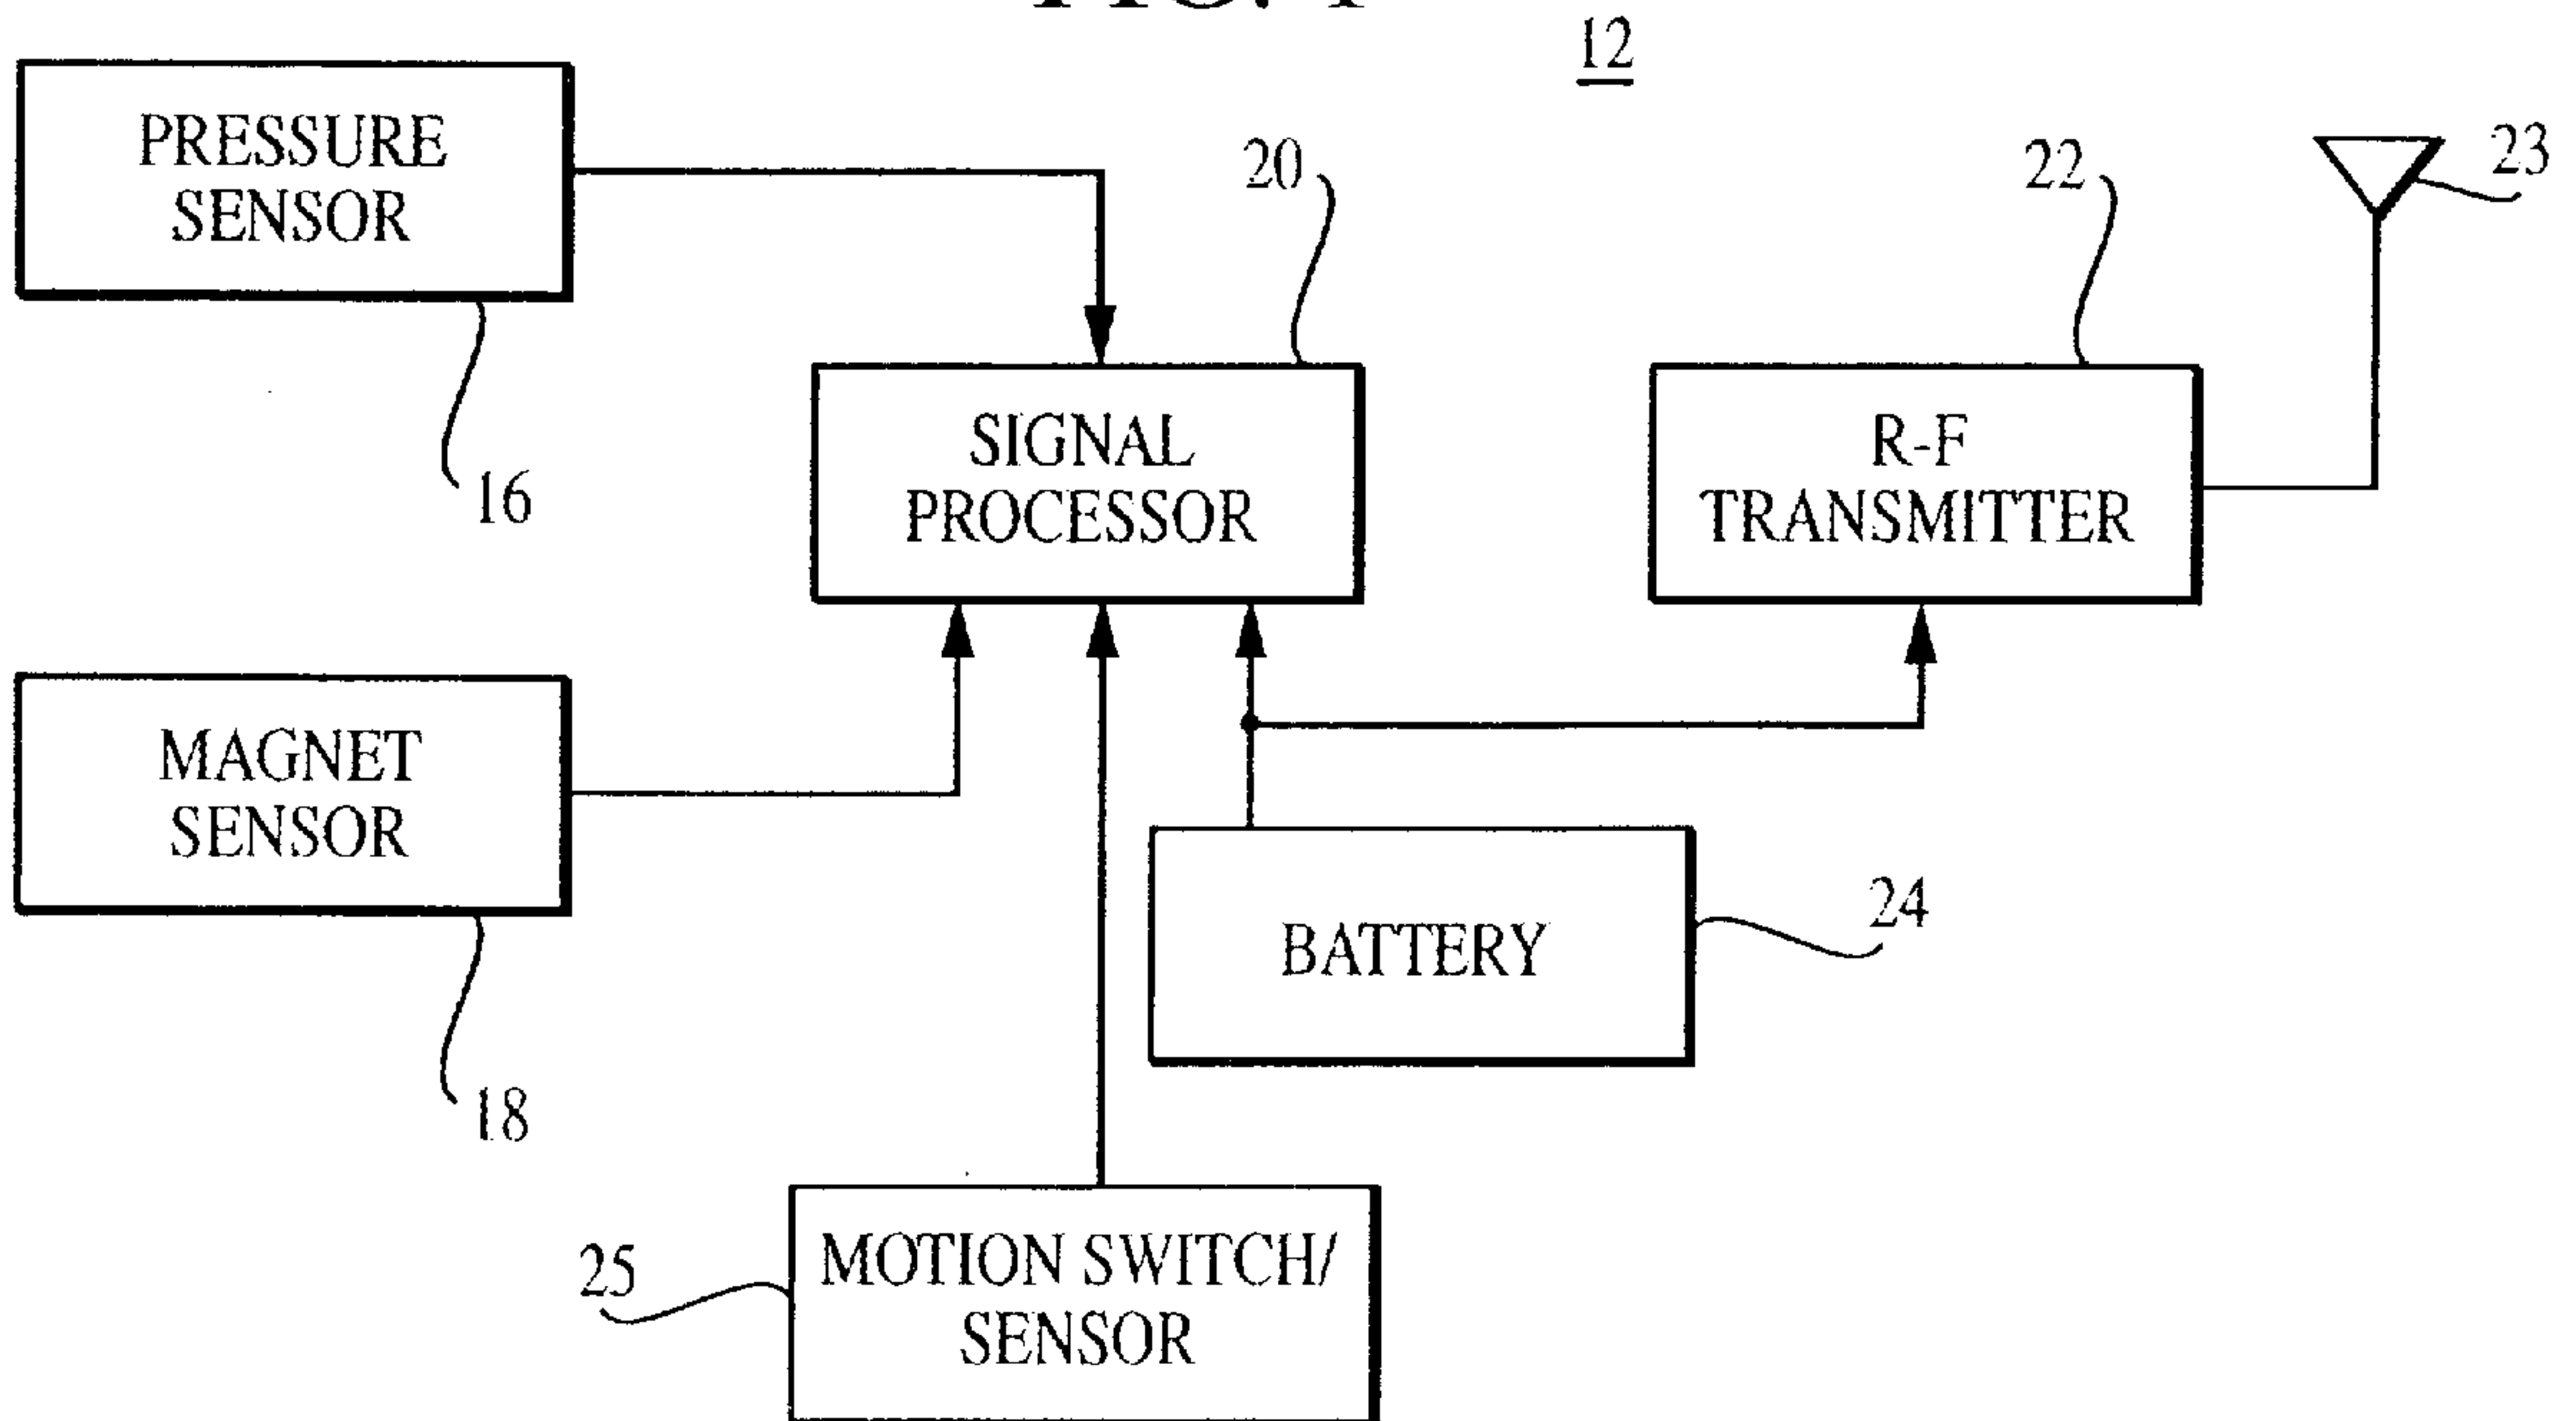 12
PRESSURE
SENSOR
16
20
SIGNAL
PROCESSOR
22
R-F
TRANSMITTER
23
MAGNET
SENSOR
18
BATTERY
24
25
MOTION SWITCH/
SENSOR